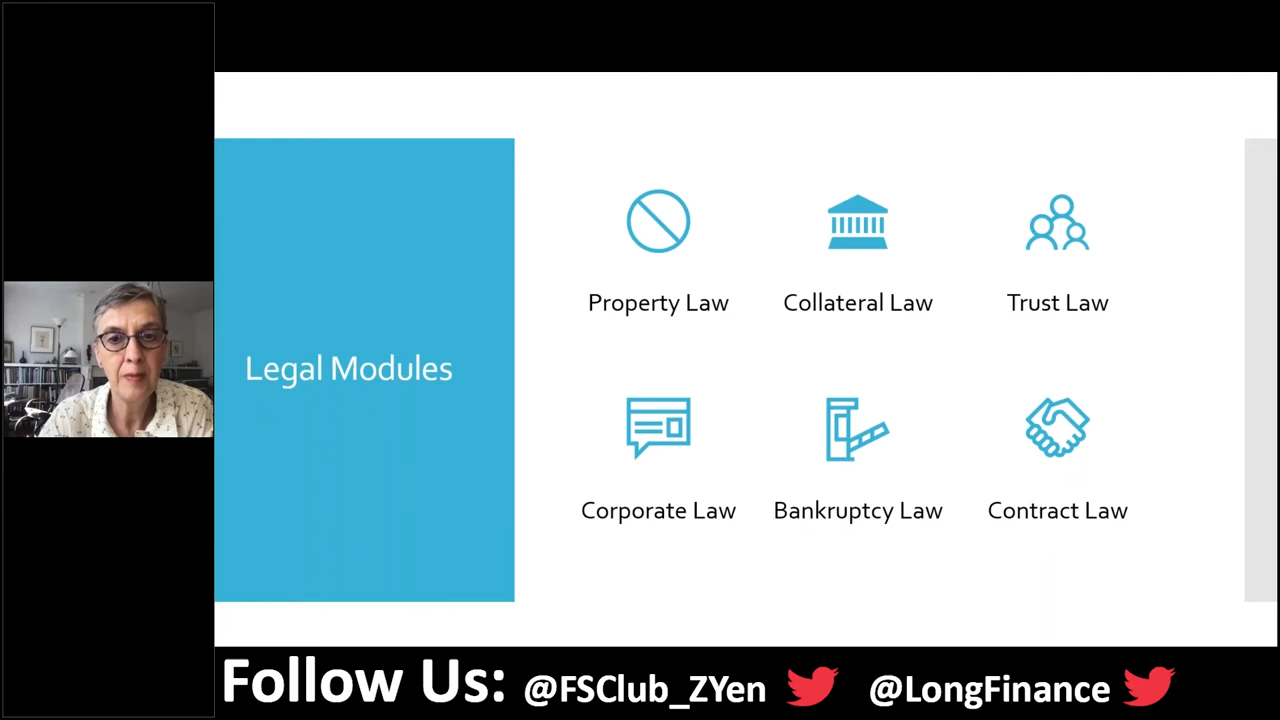 Legal Modules
Property Law
Collateral Law
Trust Law
Corporate Law
Bankruptcy Law
Contract Law
Follow Us: @FSClub_ZYen @LongFinance